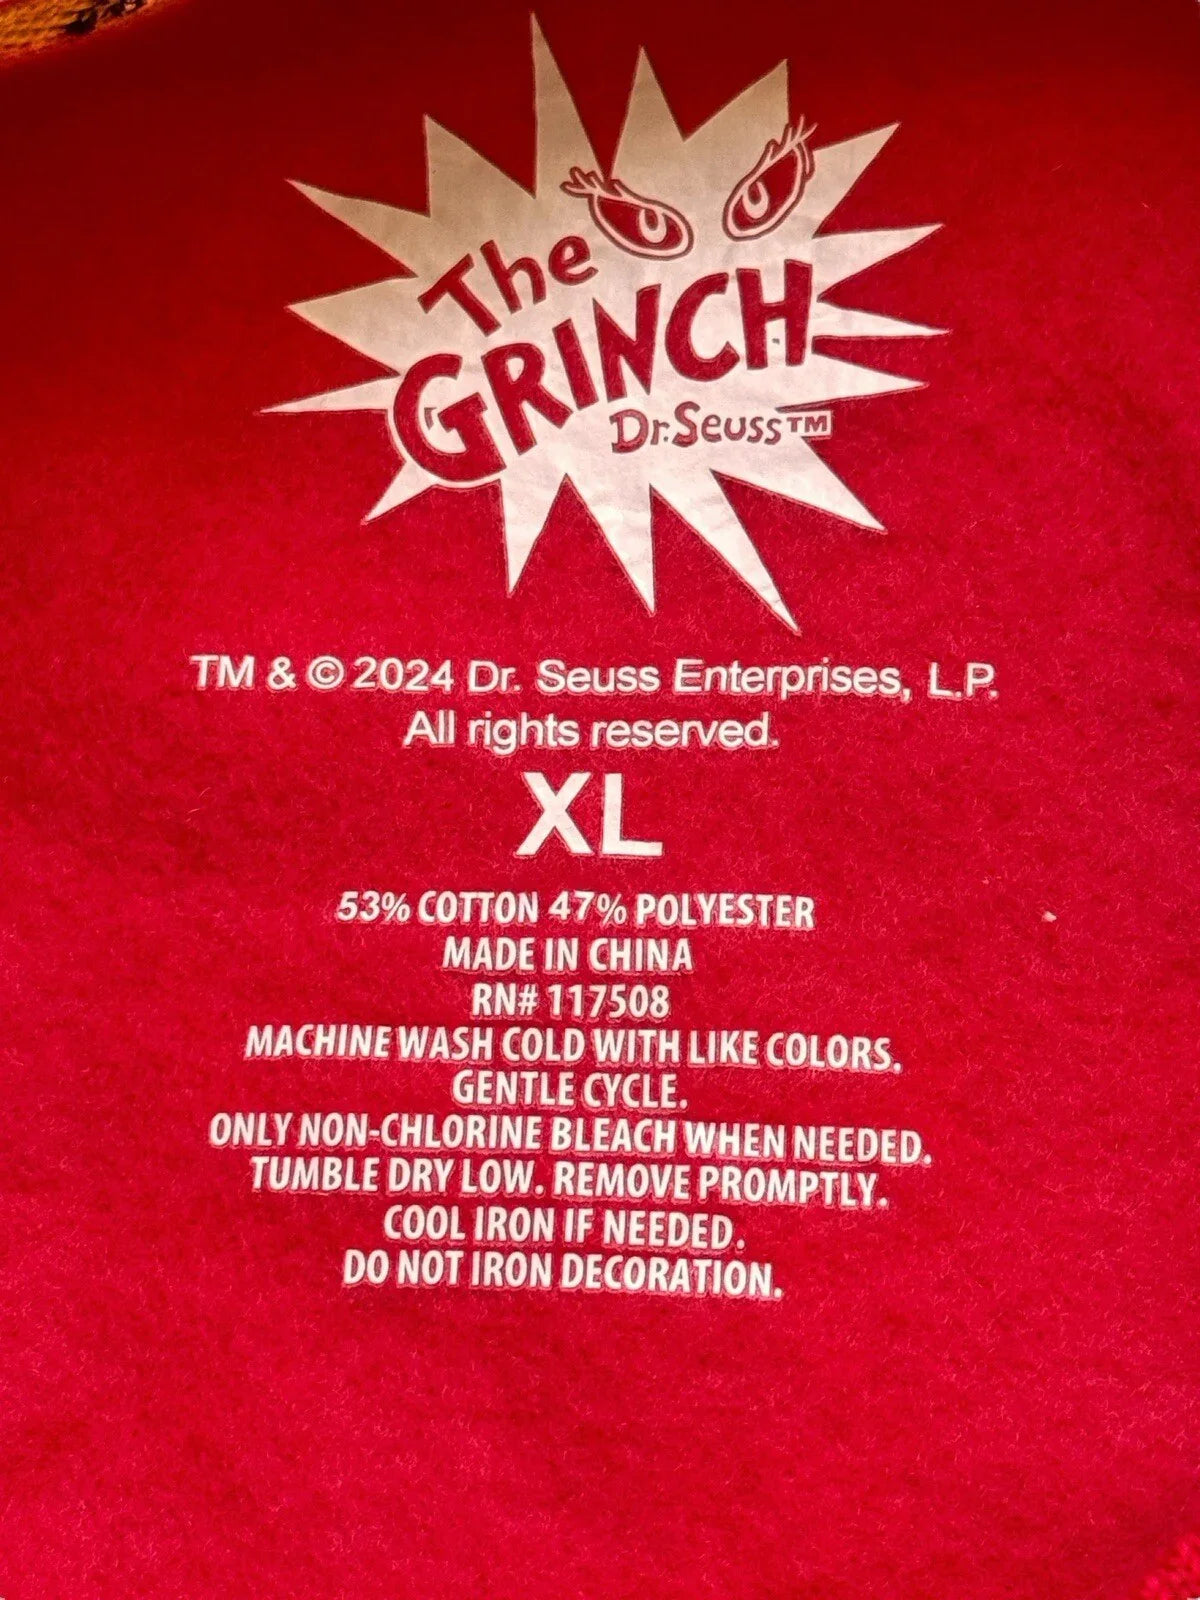 The
GRINCH
Dr. Seuss™
TM & © 2024 Dr. Seuss Enterprises, L.P.
All rights reserved.
XL
53% COTTON 47% POLYESTER
MADE IN CHINA
RN# 117508
MACHINE WASH COLD WITH LIKE COLORS.
GENTLE CYCLE.
ONLY NON-CHLORINE BLEACH WHEN NEEDED.
TUMBLE DRY LOW. REMOVE PROMPTLY.
COOL IRON IF NEEDED.
DO NOT IRON DECORATION.